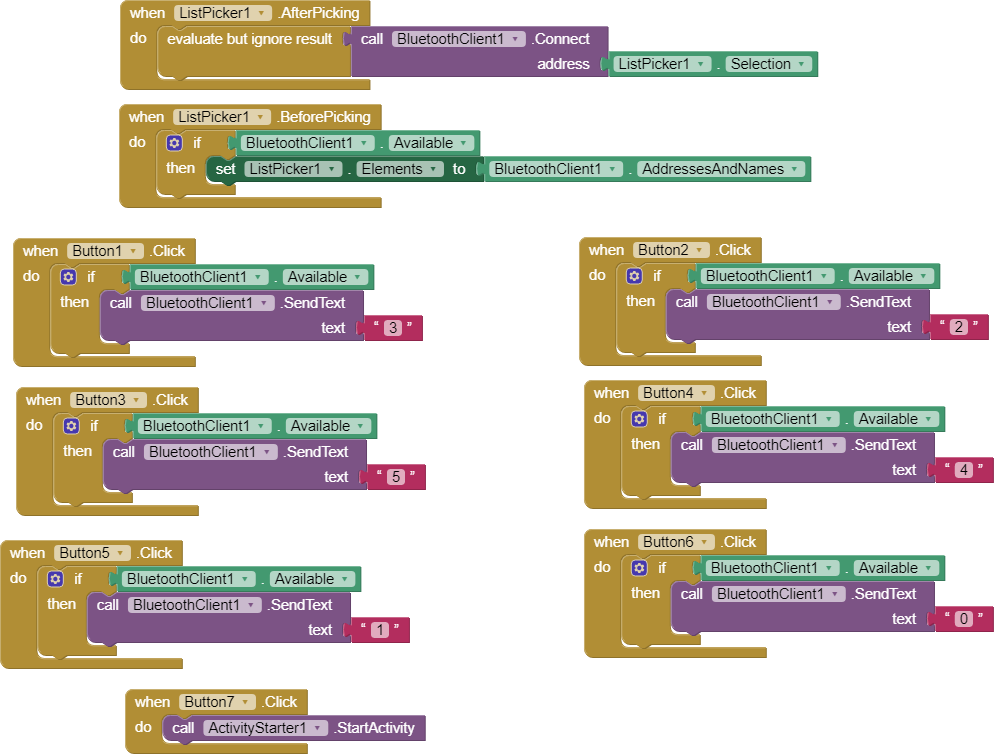 when ListPicker1 .AfterPicking
do evaluate but ignore result call BluetoothClient1 .Connect
address ListPicker1 . Selection
when ListPicker1 .BeforePicking
do if BluetoothClient1 . Available
then set ListPicker1 . Elements to BluetoothClient1 . AddressesAndNames
when Button1 .Click
do if BluetoothClient1 . Available
then call BluetoothClient1 .SendText
text “ 3 ”
when Button2 .Click
do if BluetoothClient1 . Available
then call BluetoothClient1 .SendText
text “ 2 ”
when Button3 .Click
do if BluetoothClient1 . Available
then call BluetoothClient1 .SendText
text “ 5 ”
when Button4 .Click
do if BluetoothClient1 . Available
then call BluetoothClient1 .SendText
text “ 4 ”
when Button5 .Click
do if BluetoothClient1 . Available
then call BluetoothClient1 .SendText
text “ 1 ”
when Button6 .Click
do if BluetoothClient1 . Available
then call BluetoothClient1 .SendText
text “ 0 ”
when Button7 .Click
do call ActivityStarter1 .StartActivity